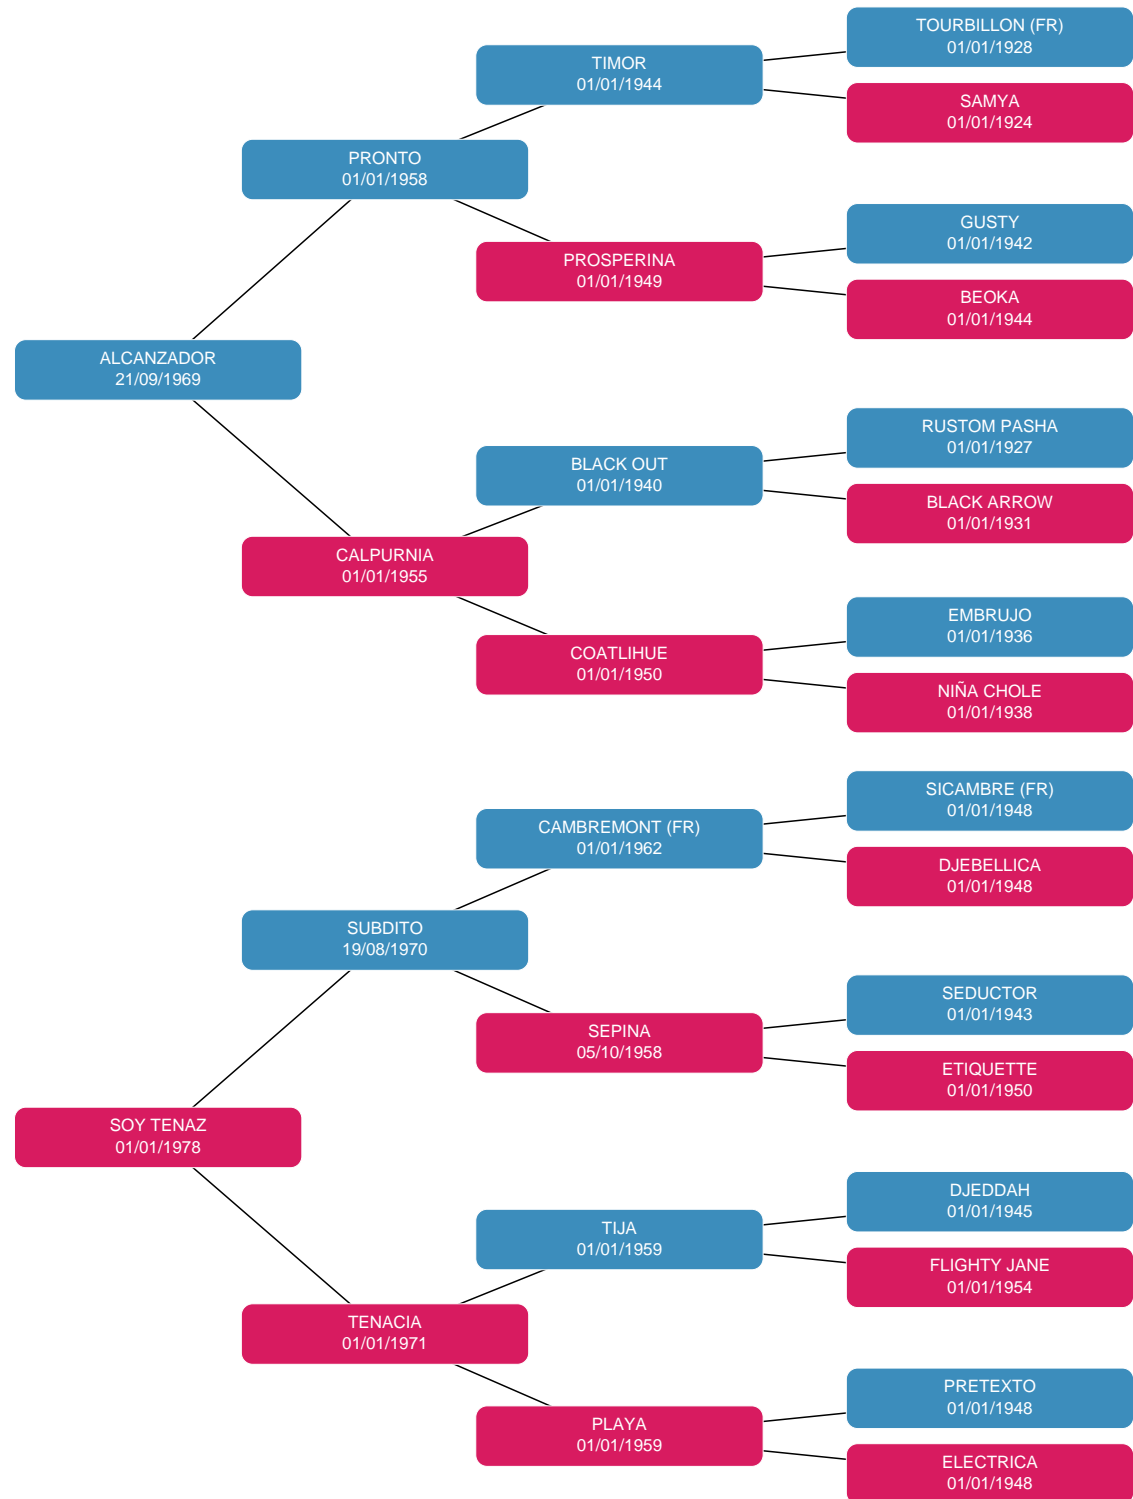 TOURBILLON (FR)
01/01/1928
TIMOR
01/01/1944
SAMYA
01/01/1924
PRONTO
01/01/1958
GUSTY
01/01/1942
PROSPERINA
01/01/1949
BEOKA
01/01/1944
ALCANZADOR
21/09/1969
RUSTOM PASHA
01/01/1927
BLACK OUT
01/01/1940
BLACK ARROW
01/01/1931
CALPURNIA
01/01/1955
EMBRUJO
01/01/1936
COATLIHUE
01/01/1950
NIÑA CHOLE
01/01/1938
SICAMBRE (FR)
01/01/1948
CAMBREMONT (FR)
01/01/1962
DJEBELLICA
01/01/1948
SUBDITO
19/08/1970
SEDUCTOR
01/01/1943
SEPINA
05/10/1958
ETIQUETTE
01/01/1950
SOY TENAZ
01/01/1978
DJEDDAH
01/01/1945
TIJA
01/01/1959
FLIGHTY JANE
01/01/1954
TENACIA
01/01/1971
PRETEXTO
01/01/1948
PLAYA
01/01/1959
ELECTRICA
01/01/1948